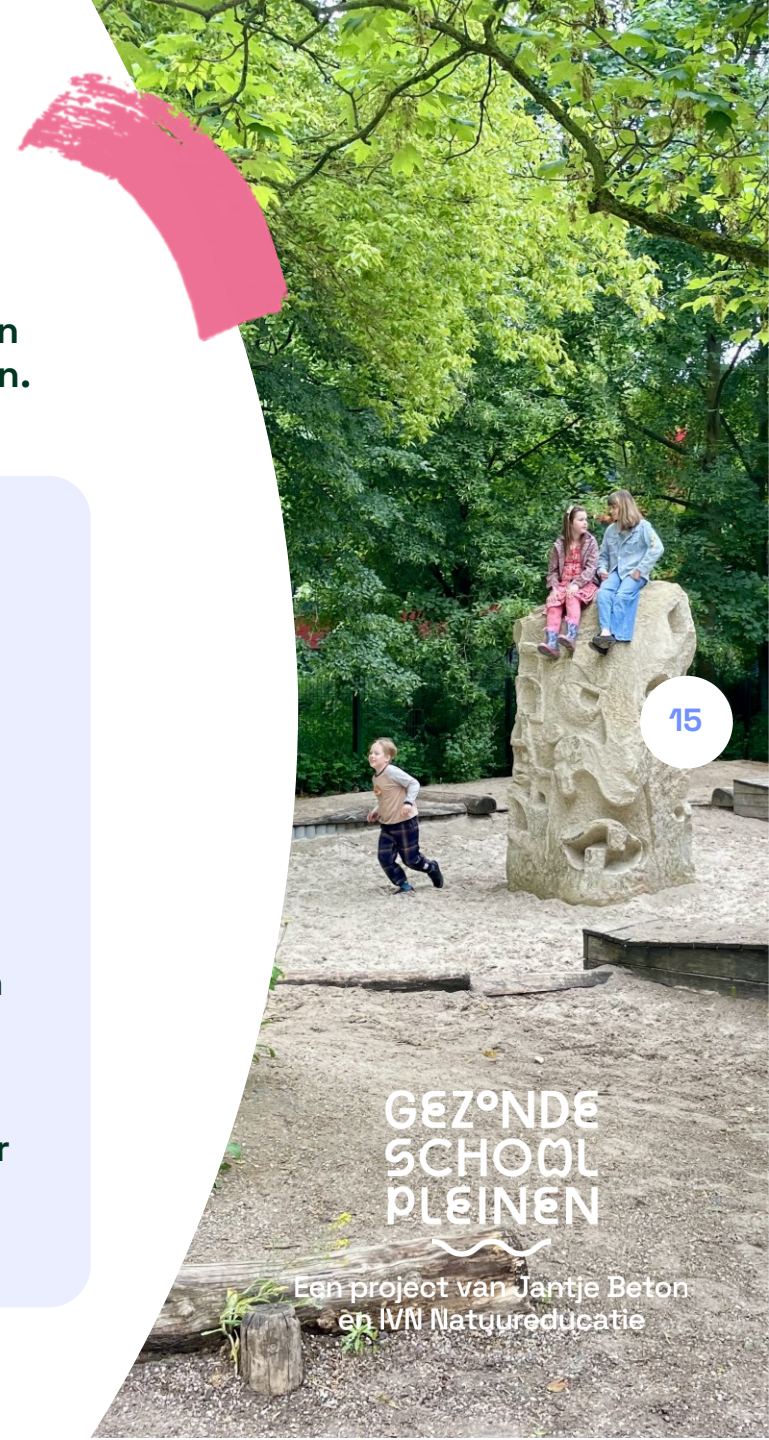 n
n.
r
15
GEZONDE
SCHOOL
PLEINEN
Een project van Jantje Beton
en IVN Natuureducatie